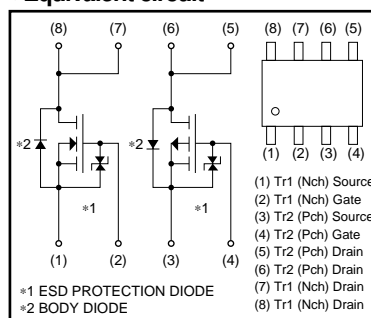 (8) (7) (6) (5)
(8) (7) (6) (5)
∗2
∗2
∗1
∗1
(1) (2) (3) (4)
(1) (2) (3) (4)
(1) Tr1 (Nch) Source
(2) Tr1 (Nch) Gate
(3) Tr2 (Pch) Source
(4) Tr2 (Pch) Gate
(5) Tr2 (Pch) Drain
(6) Tr2 (Pch) Drain
(7) Tr1 (Nch) Drain
(8) Tr1 (Nch) Drain
∗1 ESD PROTECTION DIODE
∗2 BODY DIODE